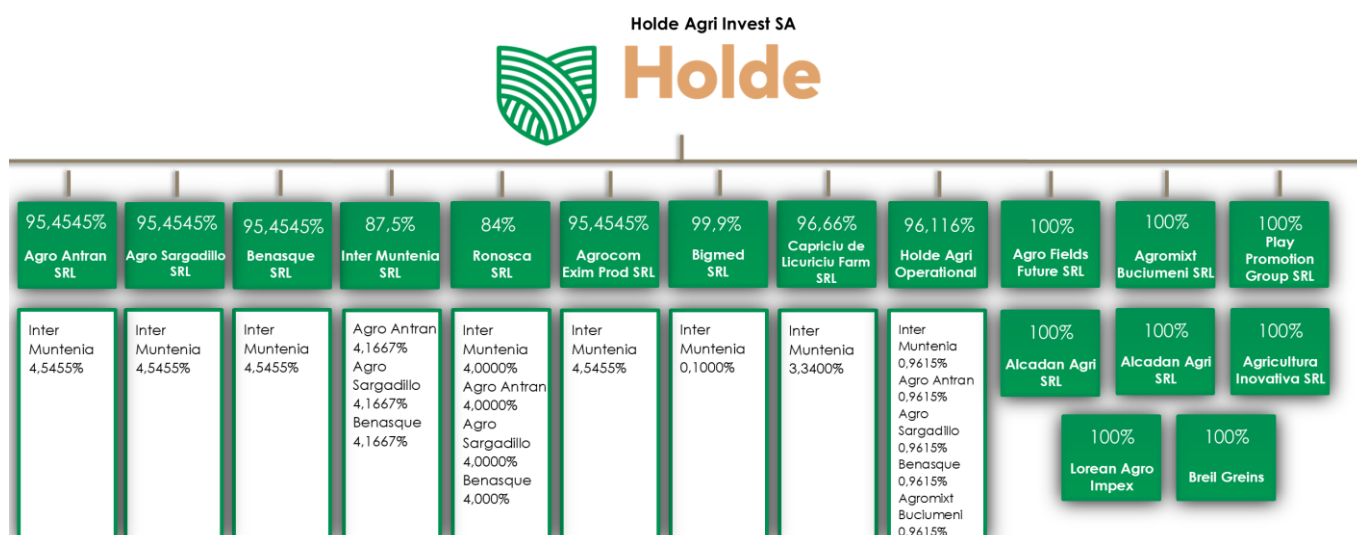 Holde Agri Invest SA
Holde
95,4545%
Agro Antran
SRL
95,4545%
Agro Sargadillo
SRL
95,4545%
Benasque
SRL
87,5%
Inter Muntenia
SRL
84%
Ronosca
SRL
95,4545%
Agrocom
Exim Prod SRL
99,9%
Bigmed
SRL
96,66%
Capriciu de
Licuriciu Farm
SRL
96,116%
Holde Agri
Operational
100%
Agro Fields
Future SRL
100%
Agromixt
Buciumeni SRL
100%
Play
Promotion
Group SRL
Inter
Muntenia
4,5455%
Inter
Muntenia
4,5455%
Inter
Muntenia
4,5455%
Agro Antran
4,1667%
Agro
Sargadillo
4,1667%
Benasque
4,1667%
Inter
Muntenia
4,0000%
Agro Antran
4,0000%
Agro
Sargadillo
4,0000%
Benasque
4,000%
Inter
Muntenia
4,5455%
Inter
Muntenia
0,1000%
Inter
Muntenia
3,3400%
Inter
Muntenia
0,9615%
Agro Antran
0,9615%
Agro
Sargadillo
0,9615%
Benasque
0,9615%
Agromixt
Buciumeni
0,9615%
100%
Alcadan Agri
SRL
100%
Alcadan Agri
SRL
100%
Agricultura
Inovativa SRL
100%
Lorean Agro
Impex
100%
Breil Greins